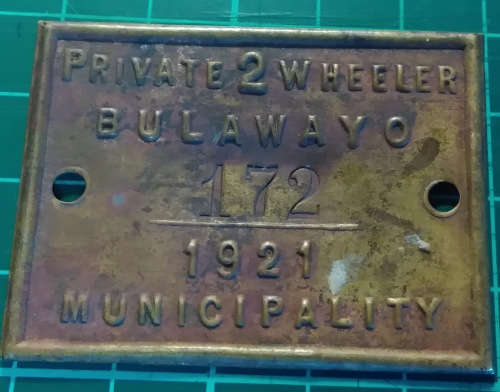 PRIVATE 2 WHEELER
BULAWAYO
172
1921
MUNICIPALITY